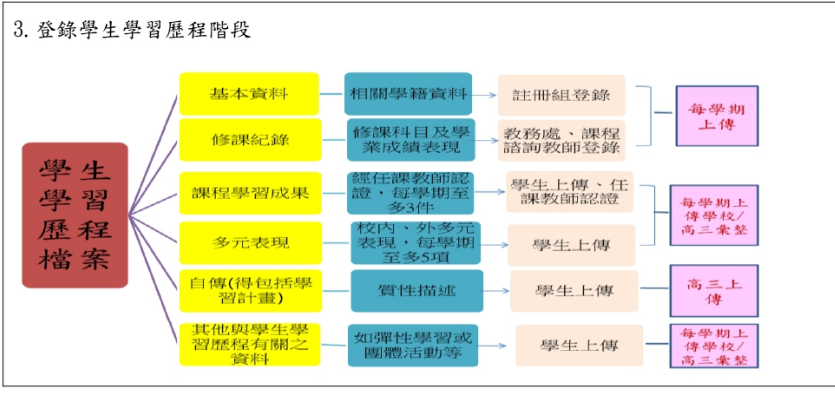 3. 登錄學生學習歷程階段
學生
學習
歷程
檔案
基本資料
相關學籍資料
註冊組登錄
每學期
上傳
修課紀錄
修課科目及學
業成績表現
教務處、課程
諮詢教師登錄
課程學習成果
經任課教師認
證，每學期至
多3件
學生上傳、任
課教師認證
每學期上
傳學校/
高三彙整
多元表現
校內、外多元
表現，每學期
至多5項
學生上傳
自傳(得包括學
習計畫)
質性描述
學生上傳
高三上
傳
其他與學生學
習歷程有關之
資料
如彈性學習或
團體活動等
學生上傳
每學期上
傳學校/
高三彙整